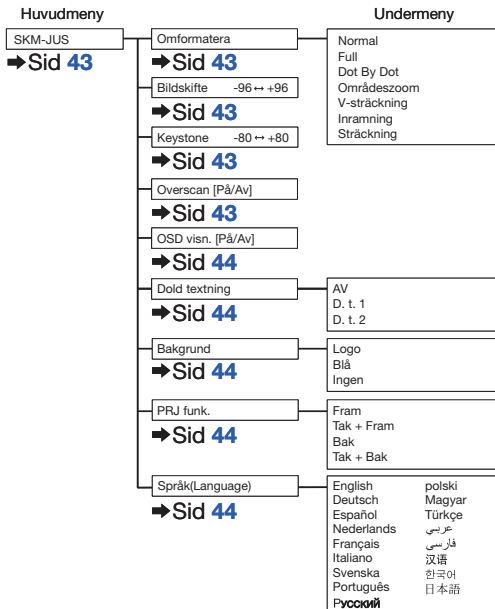 Huvudmeny
Undermeny
SKM-JUS
➡Sid 43
Omformatera
➡Sid 43
Normal
Full
Dot By Dot
Områdeszoom
V-sträckning
Inramning
Sträckning
Bildskifte -96 ↔ +96
➡Sid 43
Keystone -80 ↔ +80
➡Sid 43
Overscan [På/Av]
➡Sid 43
OSD visn. [På/Av]
➡Sid 44
Dold textning
➡Sid 44
AV
D. t. 1
D. t. 2
Bakgrund
➡Sid 44
Logo
Blå
Ingen
PRJ funk.
➡Sid 44
Fram
Tak + Fram
Bak
Tak + Bak
Språk(Language)
➡Sid 44
English
Deutsch
Español
Nederlands
Français
Italiano
Svenska
Português
Русский
polski
Magyar
Türkçe
عربي
فارسی
汉语
한국어
日本語